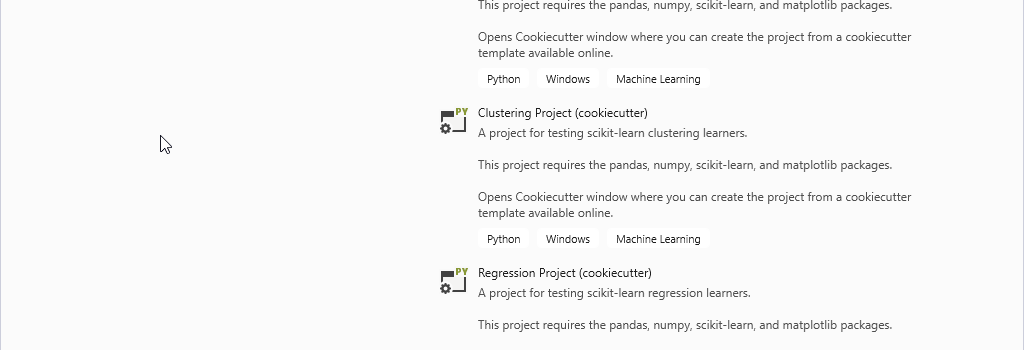 This project requires the pandas, numpy, scikit-learn, and matplotlib packages.
Opens Cookiecutter window where you can create the project from a cookiecutter
template available online.
Python Windows Machine Learning
PY
Clustering Project (cookiecutter)
A project for testing scikit-learn clustering learners.
This project requires the pandas, numpy, scikit-learn, and matplotlib packages.
Opens Cookiecutter window where you can create the project from a cookiecutter
template available online.
Python Windows Machine Learning
PY
Regression Project (cookiecutter)
A project for testing scikit-learn regression learners.
This project requires the pandas, numpy, scikit-learn, and matplotlib packages.